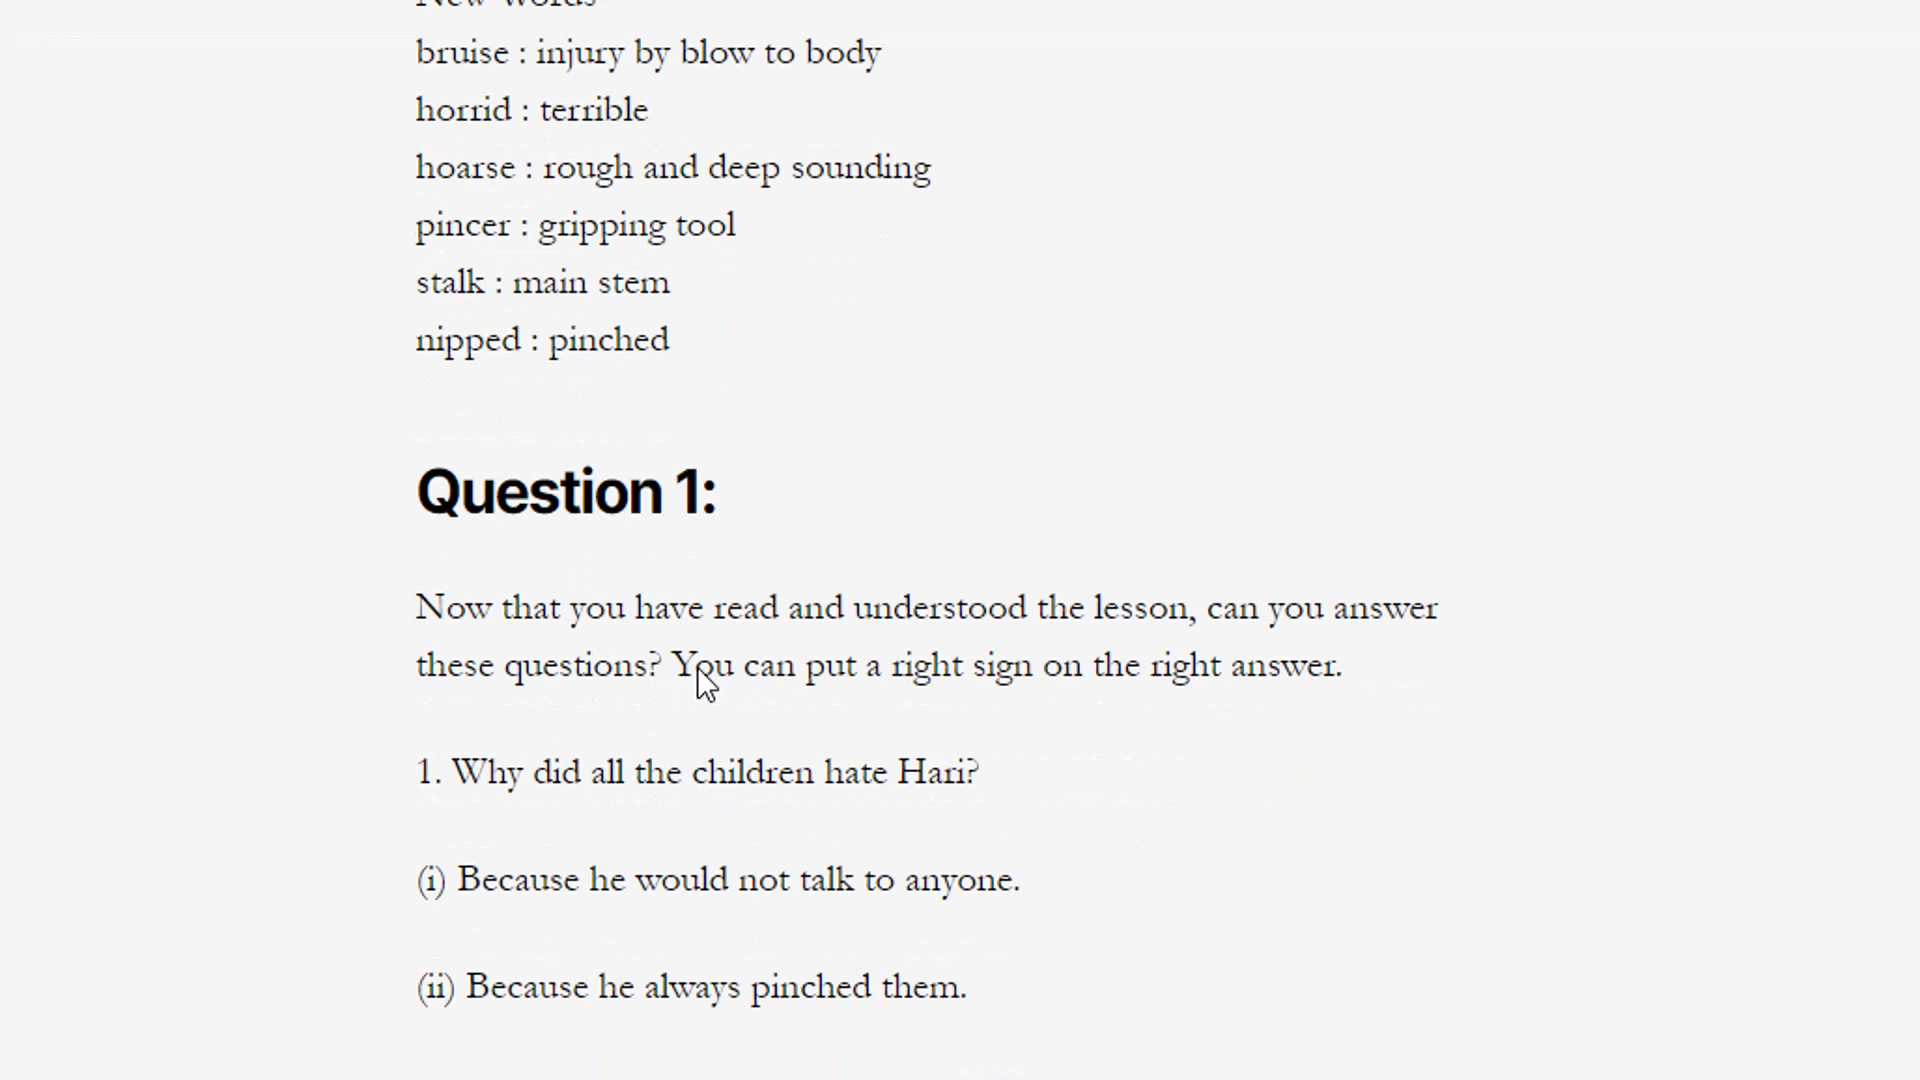 New words
bruise : injury by blow to body
horrid : terrible
hoarse : rough and deep sounding
pincer : gripping tool
stalk : main stem
nipped : pinched
Question 1:
Now that you have read and understood the lesson, can you answer
these questions? You can put a right sign on the right answer.
1. Why did all the children hate Hari?
(i) Because he would not talk to anyone.
(ii) Because he always pinched them.